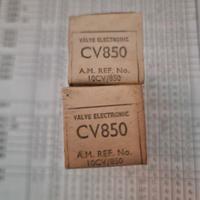 VALVE ELECTRONIC
CV850
A.M. REF. No.
10CV/850
VALVE ELECTRONIC
CV850
A.M. REF. No.
10CV/850